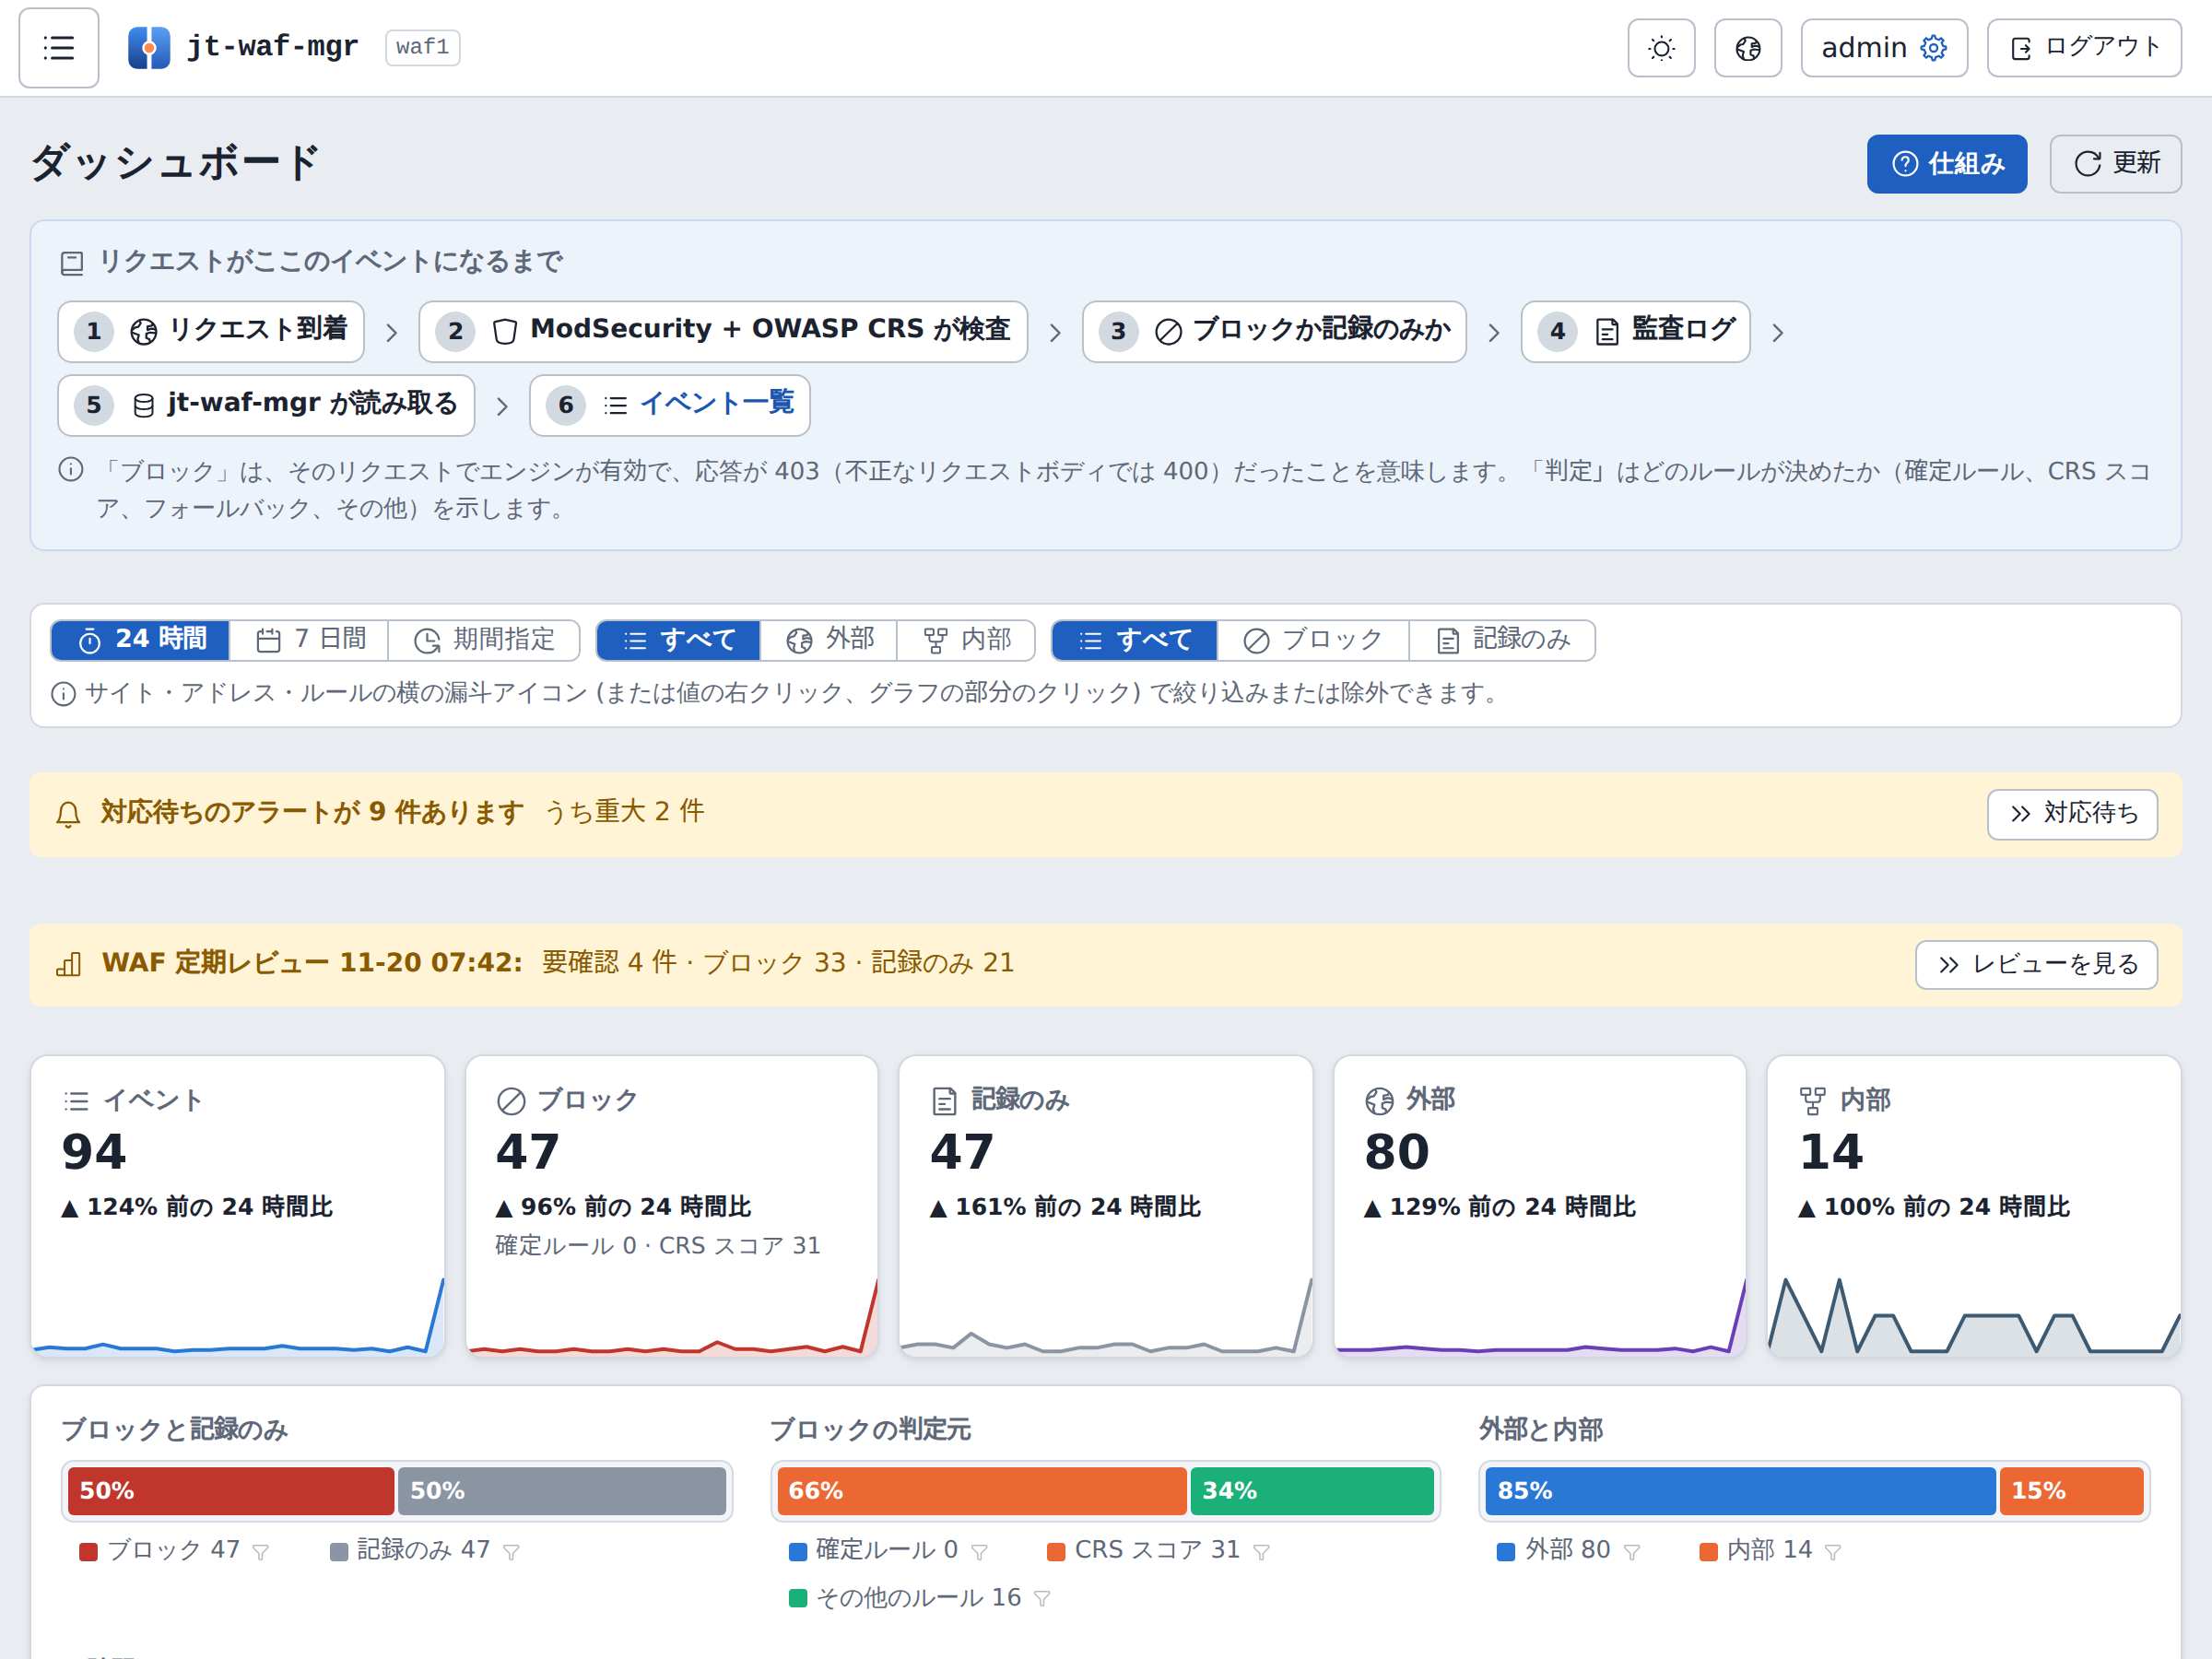 jt-waf-mgr waf1 admin ログアウト
ダッシュボード 仕組み 更新
リクエストがここのイベントになるまで
1 リクエスト到着 2 ModSecurity + OWASP CRS が検査 3 ブロックか記録のみか 4 監査ログ
5 jt-waf-mgr が読み取る 6 イベント一覧
「ブロック」は、そのリクエストでエンジンが有効で、応答が 403（不正なリクエストボディでは 400）だったことを意味します。「判定」はどのルールが決めたか（確定ルール、CRS スコ
ア、フォールバック、その他）を示します。
24 時間 7 日間 期間指定 すべて 外部 内部 すべて ブロック 記録のみ
サイト・アドレス・ルールの横の漏斗アイコン (または値の右クリック、グラフの部分のクリック) で絞り込みまたは除外できます。
対応待ちのアラートが 9 件あります うち重大 2 件 対応待ち
WAF 定期レビュー 11-20 07:42: 要確認 4 件 · ブロック 33 · 記録のみ 21 レビューを見る
イベント
94
▲ 124% 前の 24 時間比
ブロック
47
▲ 96% 前の 24 時間比
確定ルール 0 · CRS スコア 31
記録のみ
47
▲ 161% 前の 24 時間比
外部
80
▲ 129% 前の 24 時間比
内部
14
▲ 100% 前の 24 時間比
ブロックと記録のみ
50% 50%
ブロック 47 記録のみ 47
ブロックの判定元
66% 34%
確定ルール 0 CRS スコア 31
その他のルール 16
外部と内部
85% 15%
外部 80 内部 14